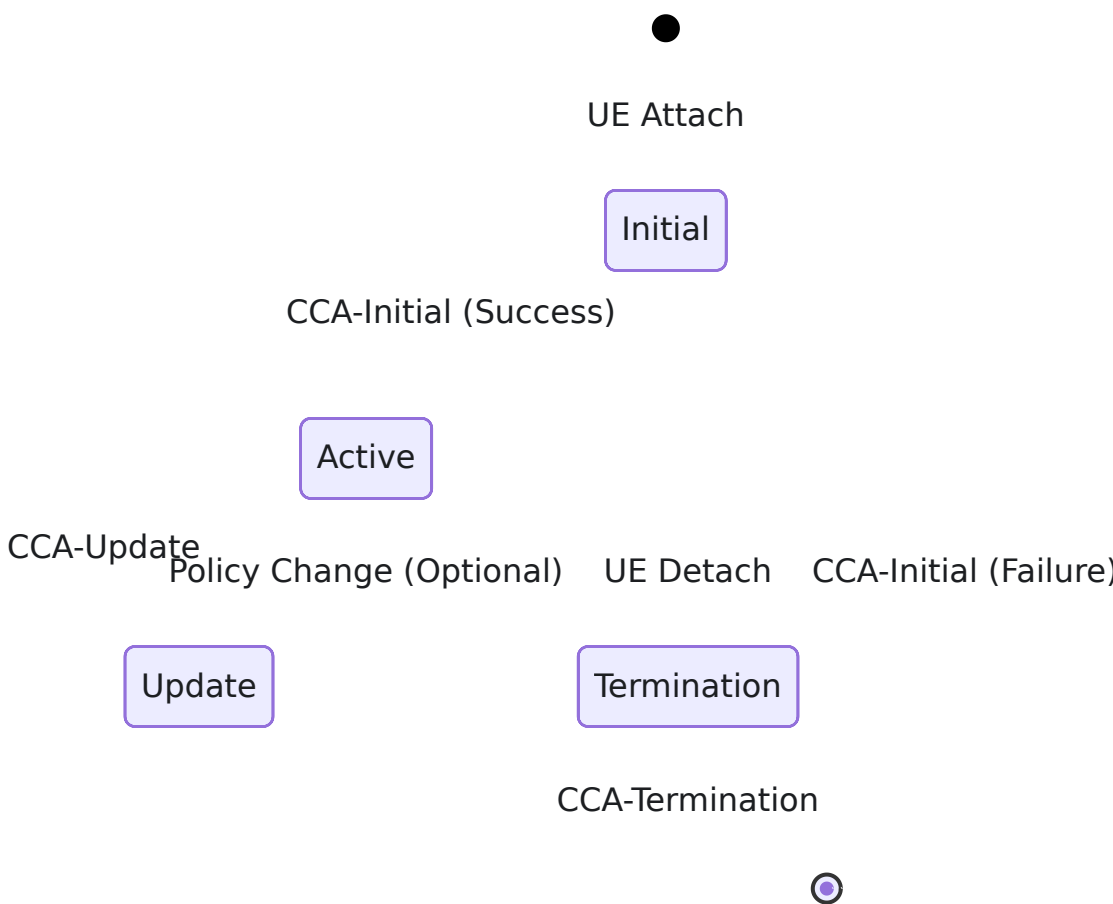 UE Attach
Initial
CCA-Initial (Success)
Active
CCA-Update
Policy Change (Optional)
UE Detach
CCA-Initial (Failure)
Update
Termination
CCA-Termination